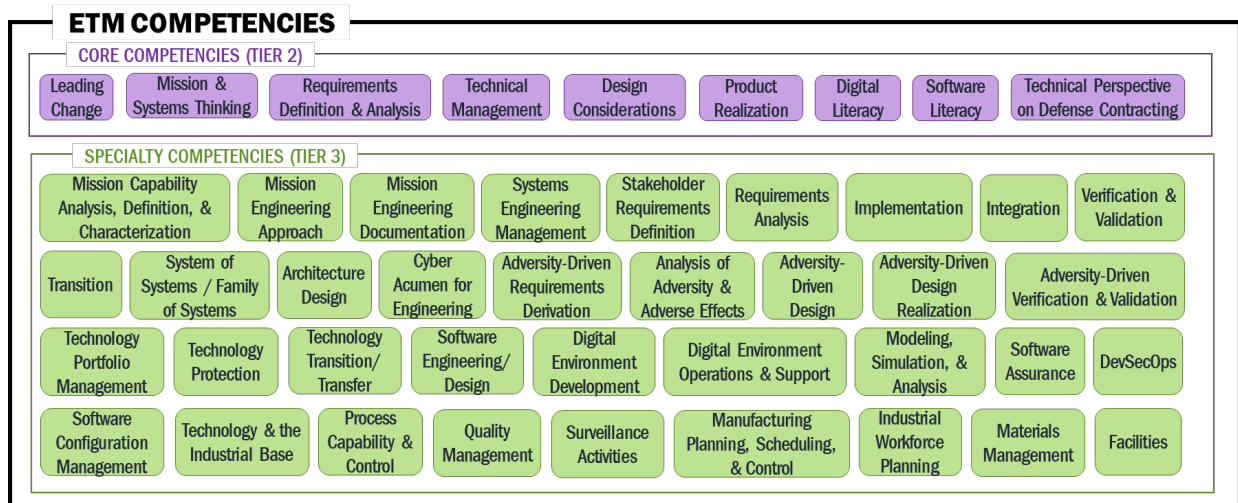 ETM COMPETENCIES
CORE COMPETENCIES (TIER 2)
Leading
Change
Mission &
Systems Thinking
Requirements
Definition & Analysis
Technical
Management
Design
Considerations
Product
Realization
Digital
Literacy
Software
Literacy
Technical Perspective
on Defense Contracting
SPECIALTY COMPETENCIES (TIER 3)
Mission Capability
Analysis, Definition, &
Characterization
Mission
Engineering
Approach
Mission
Engineering
Documentation
Systems
Engineering
Management
Stakeholder
Requirements
Definition
Requirements
Analysis
Implementation
Integration
Verification &
Validation
Transition
System of
Systems / Family
of Systems
Architecture
Design
Cyber
Acumen for
Engineering
Adversity-Driven
Requirements
Derivation
Analysis of
Adversity &
Adverse Effects
Adversity-
Driven
Design
Adversity-Driven
Design
Realization
Adversity-Driven
Verification & Validation
Technology
Portfolio
Management
Technology
Protection
Technology
Transition/
Transfer
Software
Engineering/
Design
Digital
Environment
Development
Digital Environment
Operations & Support
Modeling,
Simulation, &
Analysis
Software
Assurance
DevSecOps
Software
Configuration
Management
Technology & the
Industrial Base
Process
Capability &
Control
Quality
Management
Surveillance
Activities
Manufacturing
Planning, Scheduling,
& Control
Industrial
Workforce
Planning
Materials
Management
Facilities